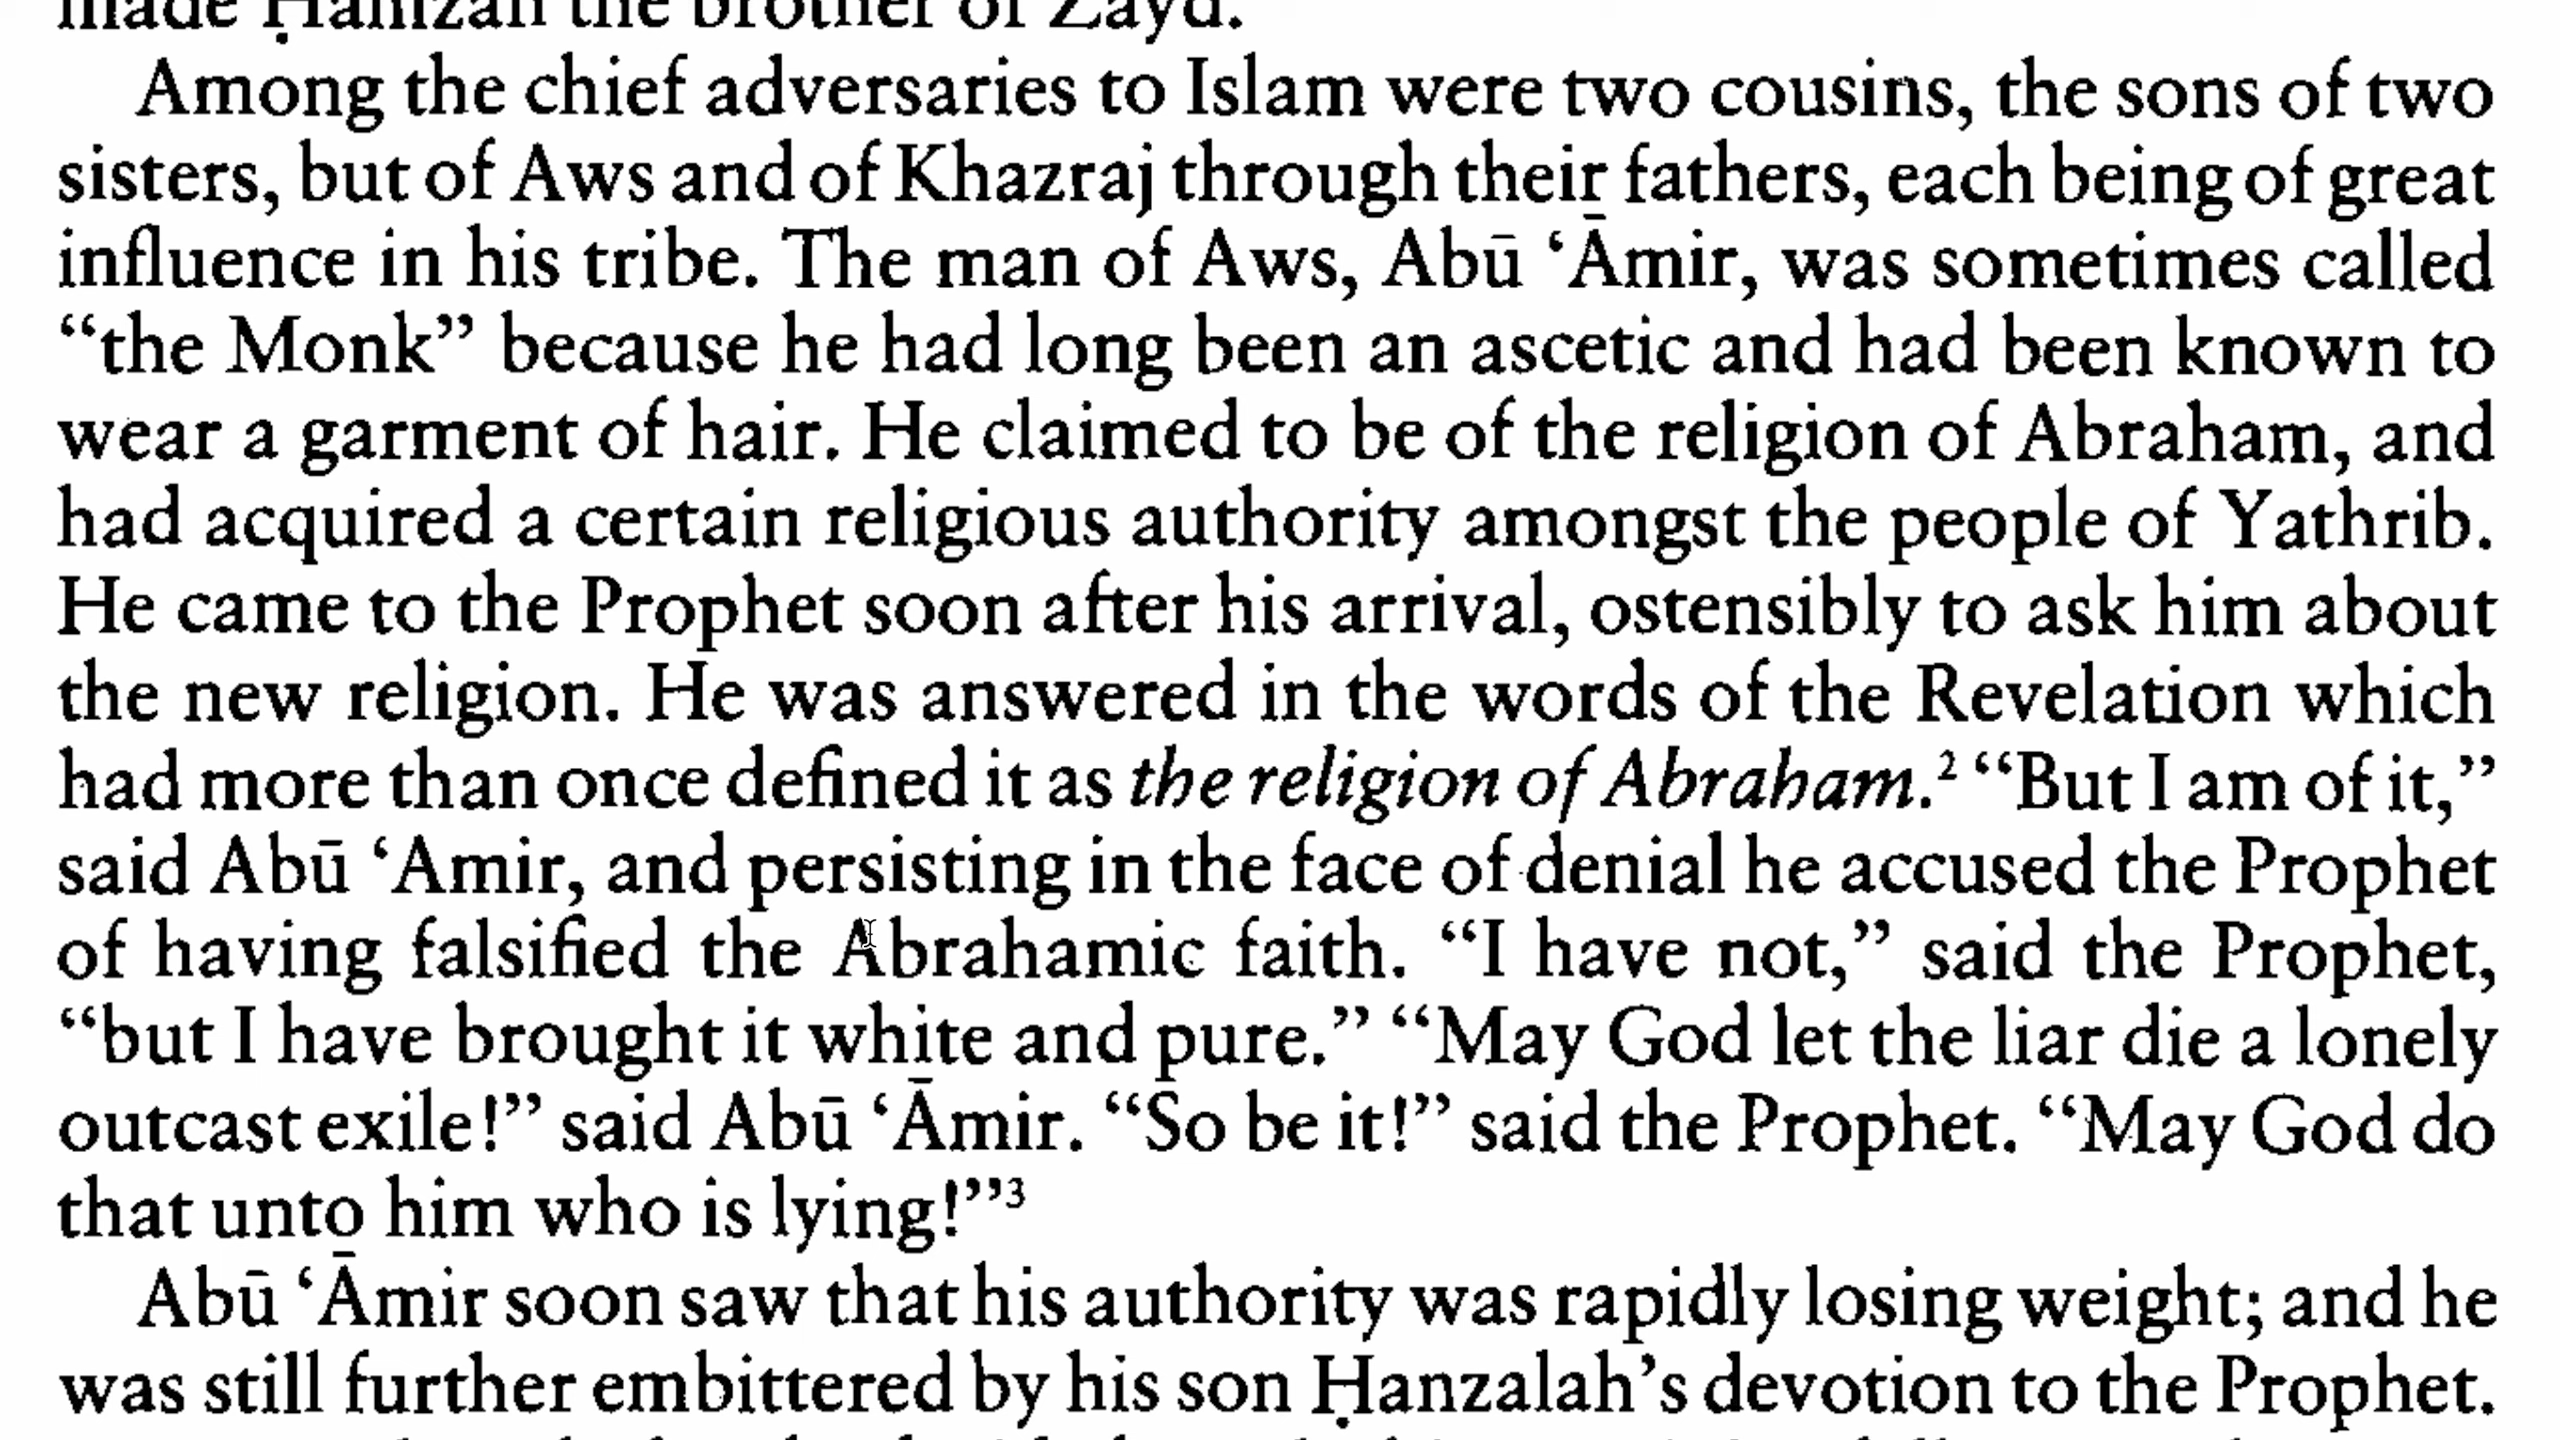 made Ḥamzah the brother of Zayd.
Among the chief adversaries to Islam were two cousins, the sons of two
sisters, but of Aws and of Khazraj through their fathers, each being of great
influence in his tribe. The man of Aws, Abū ‘Āmir, was sometimes called
“the Monk” because he had long been an ascetic and had been known to
wear a garment of hair. He claimed to be of the religion of Abraham, and
had acquired a certain religious authority amongst the people of Yathrib.
He came to the Prophet soon after his arrival, ostensibly to ask him about
the new religion. He was answered in the words of the Revelation which
had more than once defined it as the religion of Abraham.² “But I am of it,”
said Abū ‘Amir, and persisting in the face of denial he accused the Prophet
of having falsified the Abrahamic faith. “I have not,” said the Prophet,
“but I have brought it white and pure.” “May God let the liar die a lonely
outcast exile!” said Abū ‘Āmir. “So be it!” said the Prophet. “May God do
that unto him who is lying!”³
Abū ‘Āmir soon saw that his authority was rapidly losing weight; and he
was still further embittered by his son Ḥanzalah’s devotion to the Prophet.